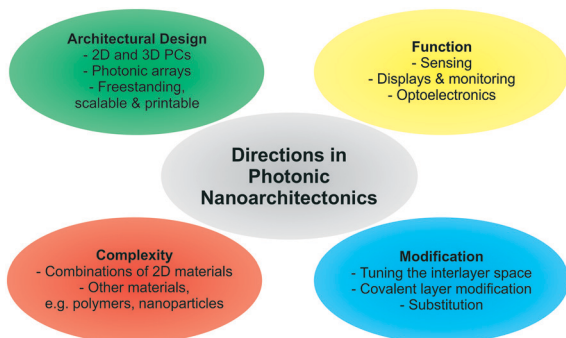 Architectural Design
- 2D and 3D PCs
- Photonic arrays
- Freestanding,
scalable & printable
Function
- Sensing
- Displays & monitoring
- Optoelectronics
Directions in
Photonic
Nanoarchitectonics
Complexity
- Combinations of 2D materials
- Other materials,
e.g. polymers, nanoparticles
Modification
- Tuning the interlayer space
- Covalent layer modification
- Substitution